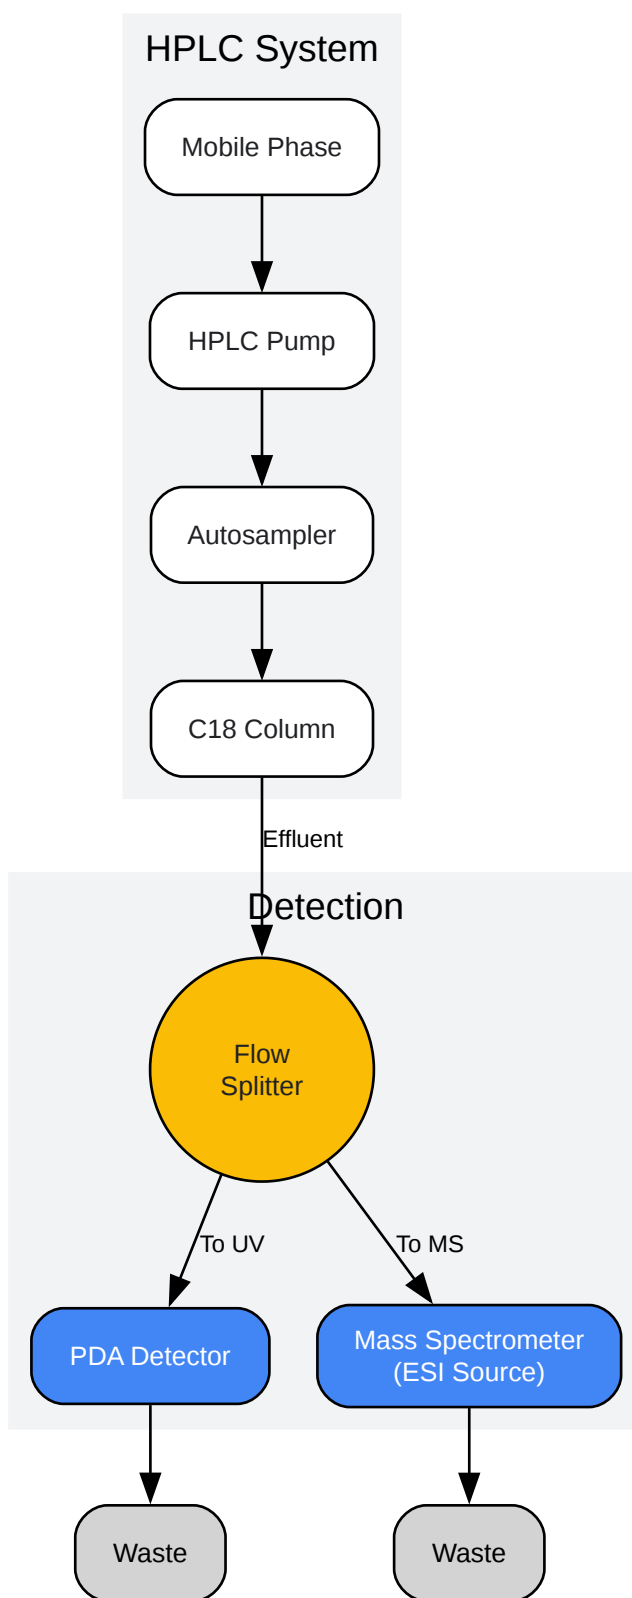 HPLC System
Mobile Phase
HPLC Pump
Autosampler
C18 Column
Effluent
Detection
Flow
Splitter
To UV
To MS
PDA Detector
Mass Spectrometer
(ESI Source)
Waste
Waste